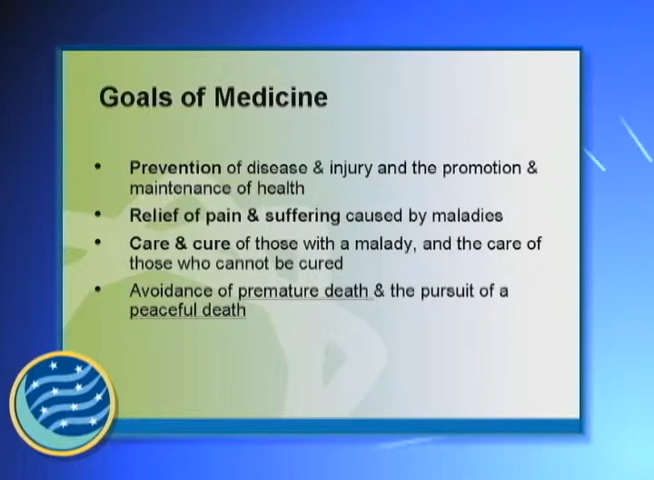 Goals of Medicine
• Prevention of disease & injury and the promotion &
maintenance of health
• Relief of pain & suffering caused by maladies
• Care & cure of those with a malady, and the care of
those who cannot be cured
• Avoidance of premature death & the pursuit of a
peaceful death